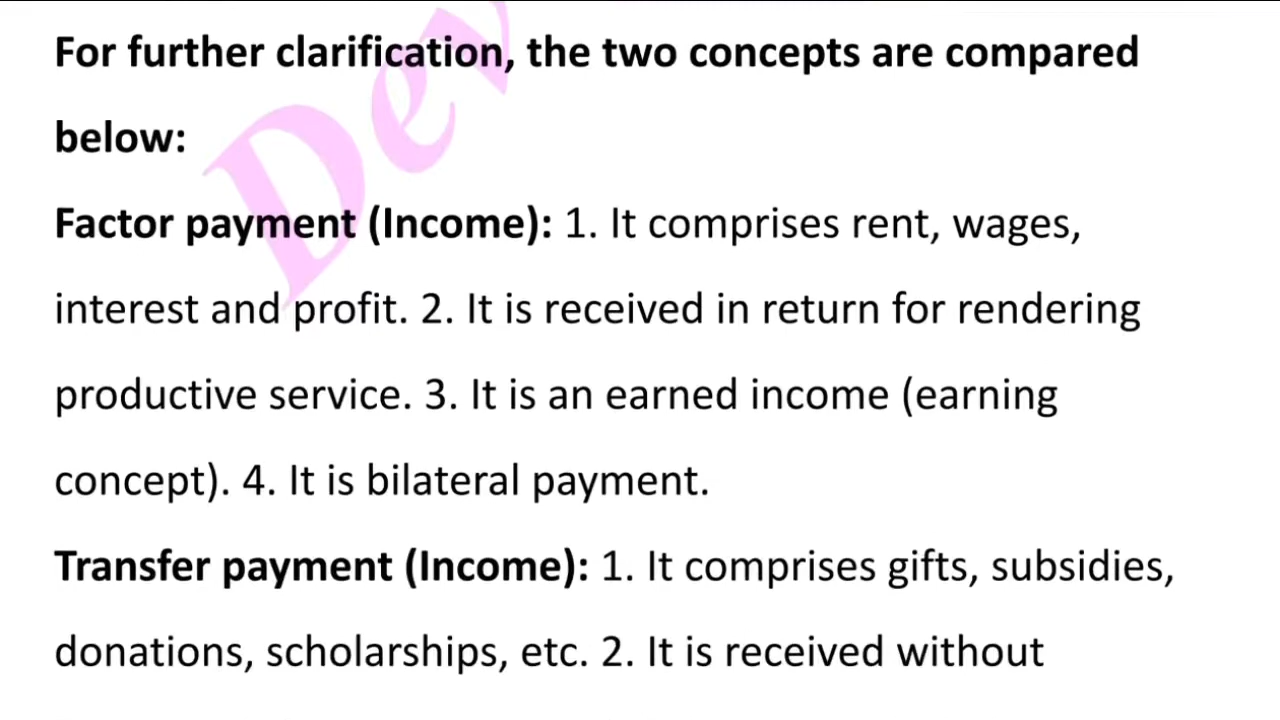 For further clarification, the two concepts are compared
below:
Factor payment (Income): 1. It comprises rent, wages,
interest and profit. 2. It is received in return for rendering
productive service. 3. It is an earned income (earning
concept). 4. It is bilateral payment.
Transfer payment (Income): 1. It comprises gifts, subsidies,
donations, scholarships, etc. 2. It is received without
Dev